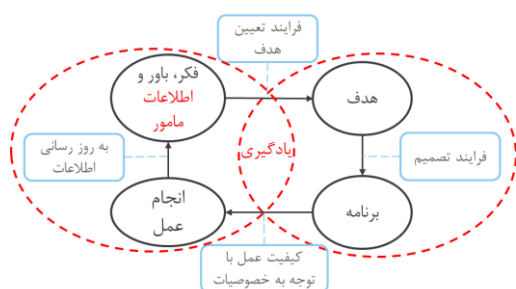 فرایند تعیین
هدف
هدف
فکر، باور و
اطلاعات
مامور
فرایند تصمیم
یادگیری
به روز رسانی
اطلاعات
برنامه
انجام
عمل
کیفیت عمل با
توجه به خصوصیات